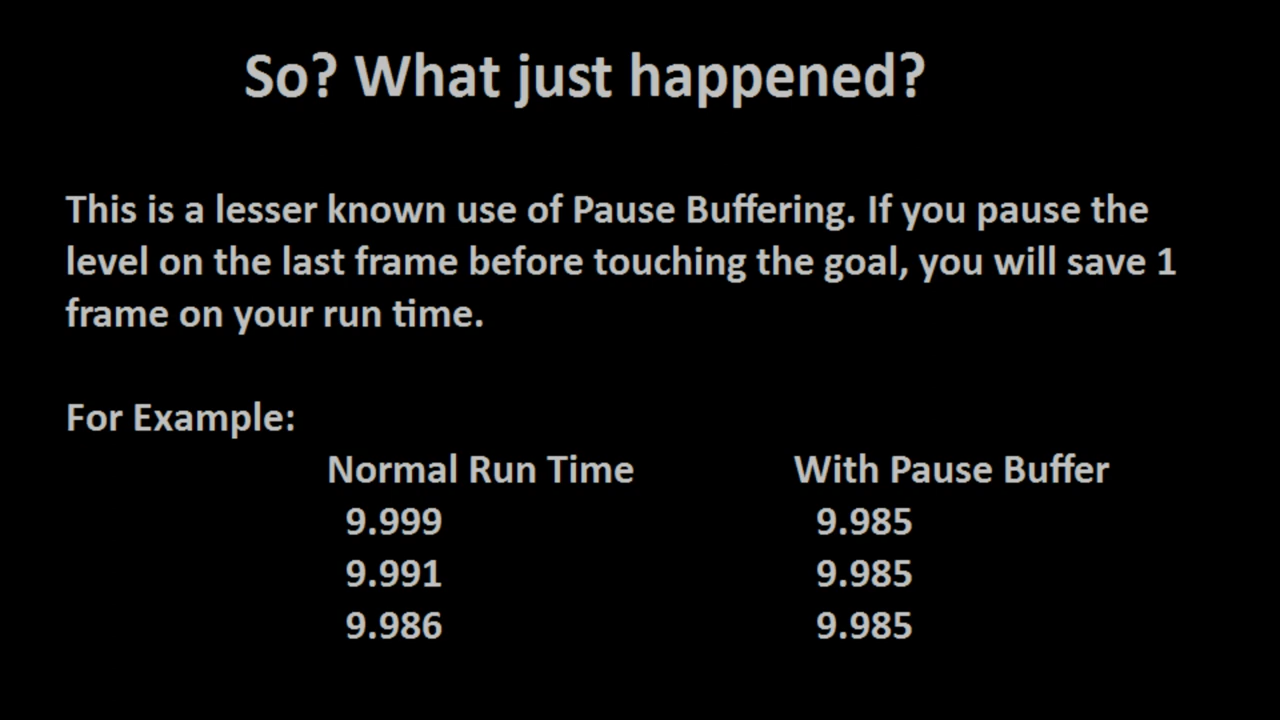 So? What just happened?
This is a lesser known use of Pause Buffering. If you pause the
level on the last frame before touching the goal, you will save 1
frame on your run time.
For Example:
Normal Run Time With Pause Buffer
9.999 9.985
9.991 9.985
9.986 9.985